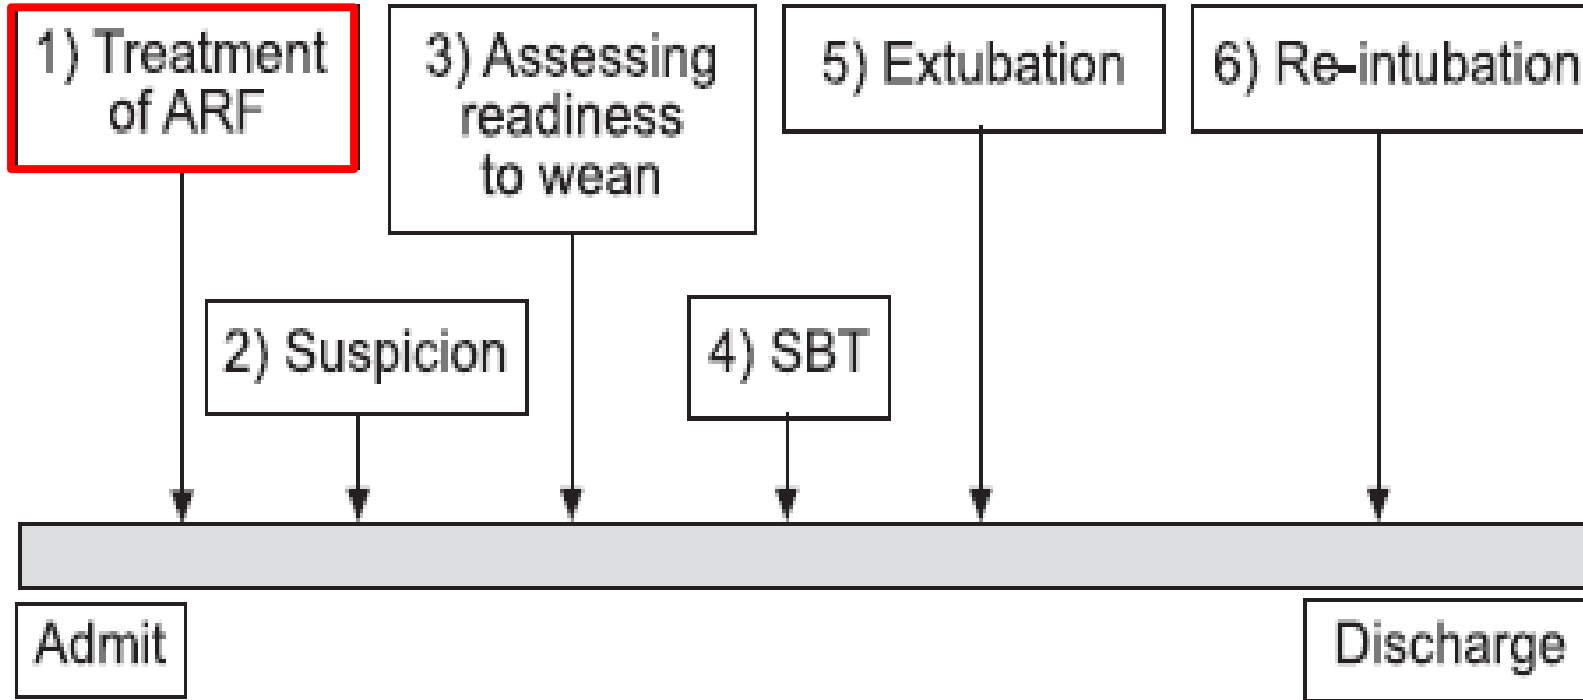 1) Treatment
of ARF
3) Assessing
readiness
to wean
5) Extubation
6) Re-intubation
2) Suspicion
4) SBT
Admit
Discharge